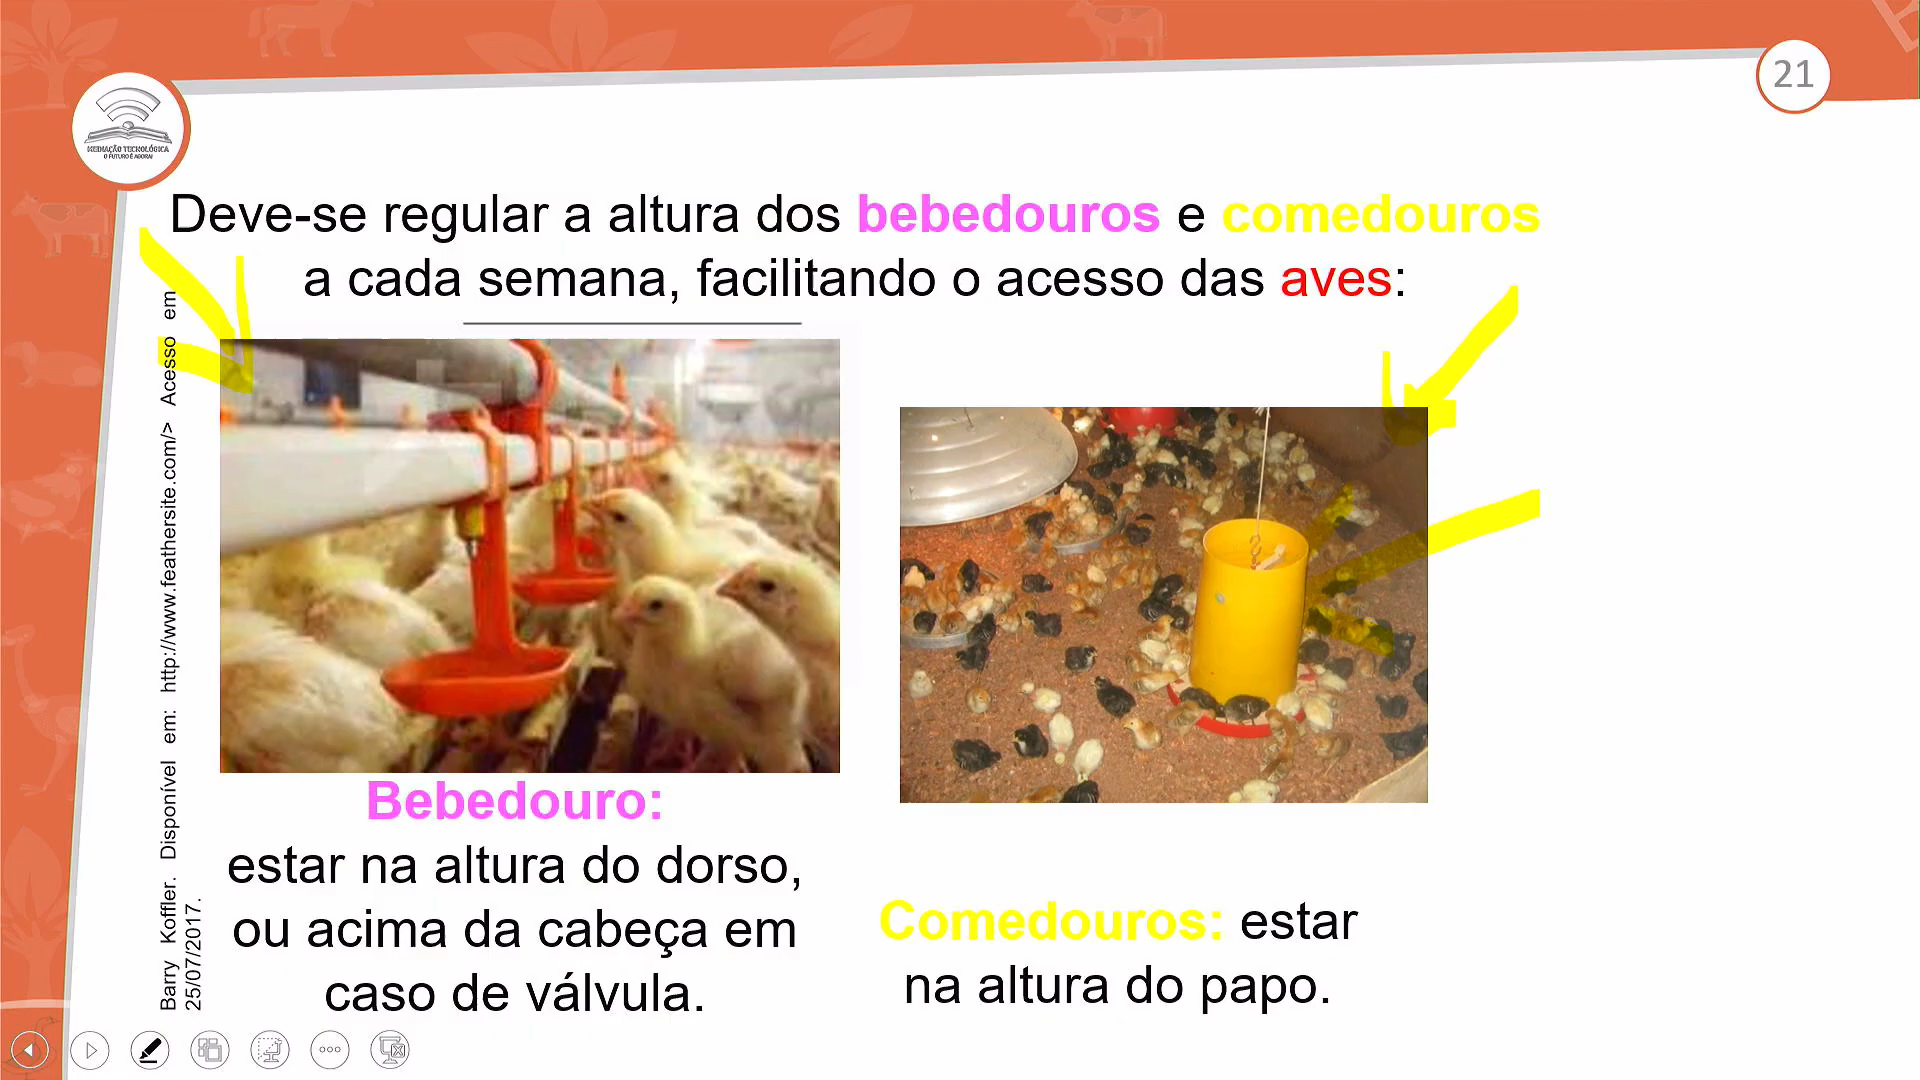 21
MEDIAÇÃO TECNOLÓGICA
O FUTURO É AGORA!
Deve-se regular a altura dos bebedouros e comedouros
a cada semana, facilitando o acesso das aves:
Barry Koffler. Disponível em: http://www.feathersite.com/> Acesso em
25/07/2017.
Bebedouro:
estar na altura do dorso,
ou acima da cabeça em
caso de válvula.
Comedouros: estar
na altura do papo.